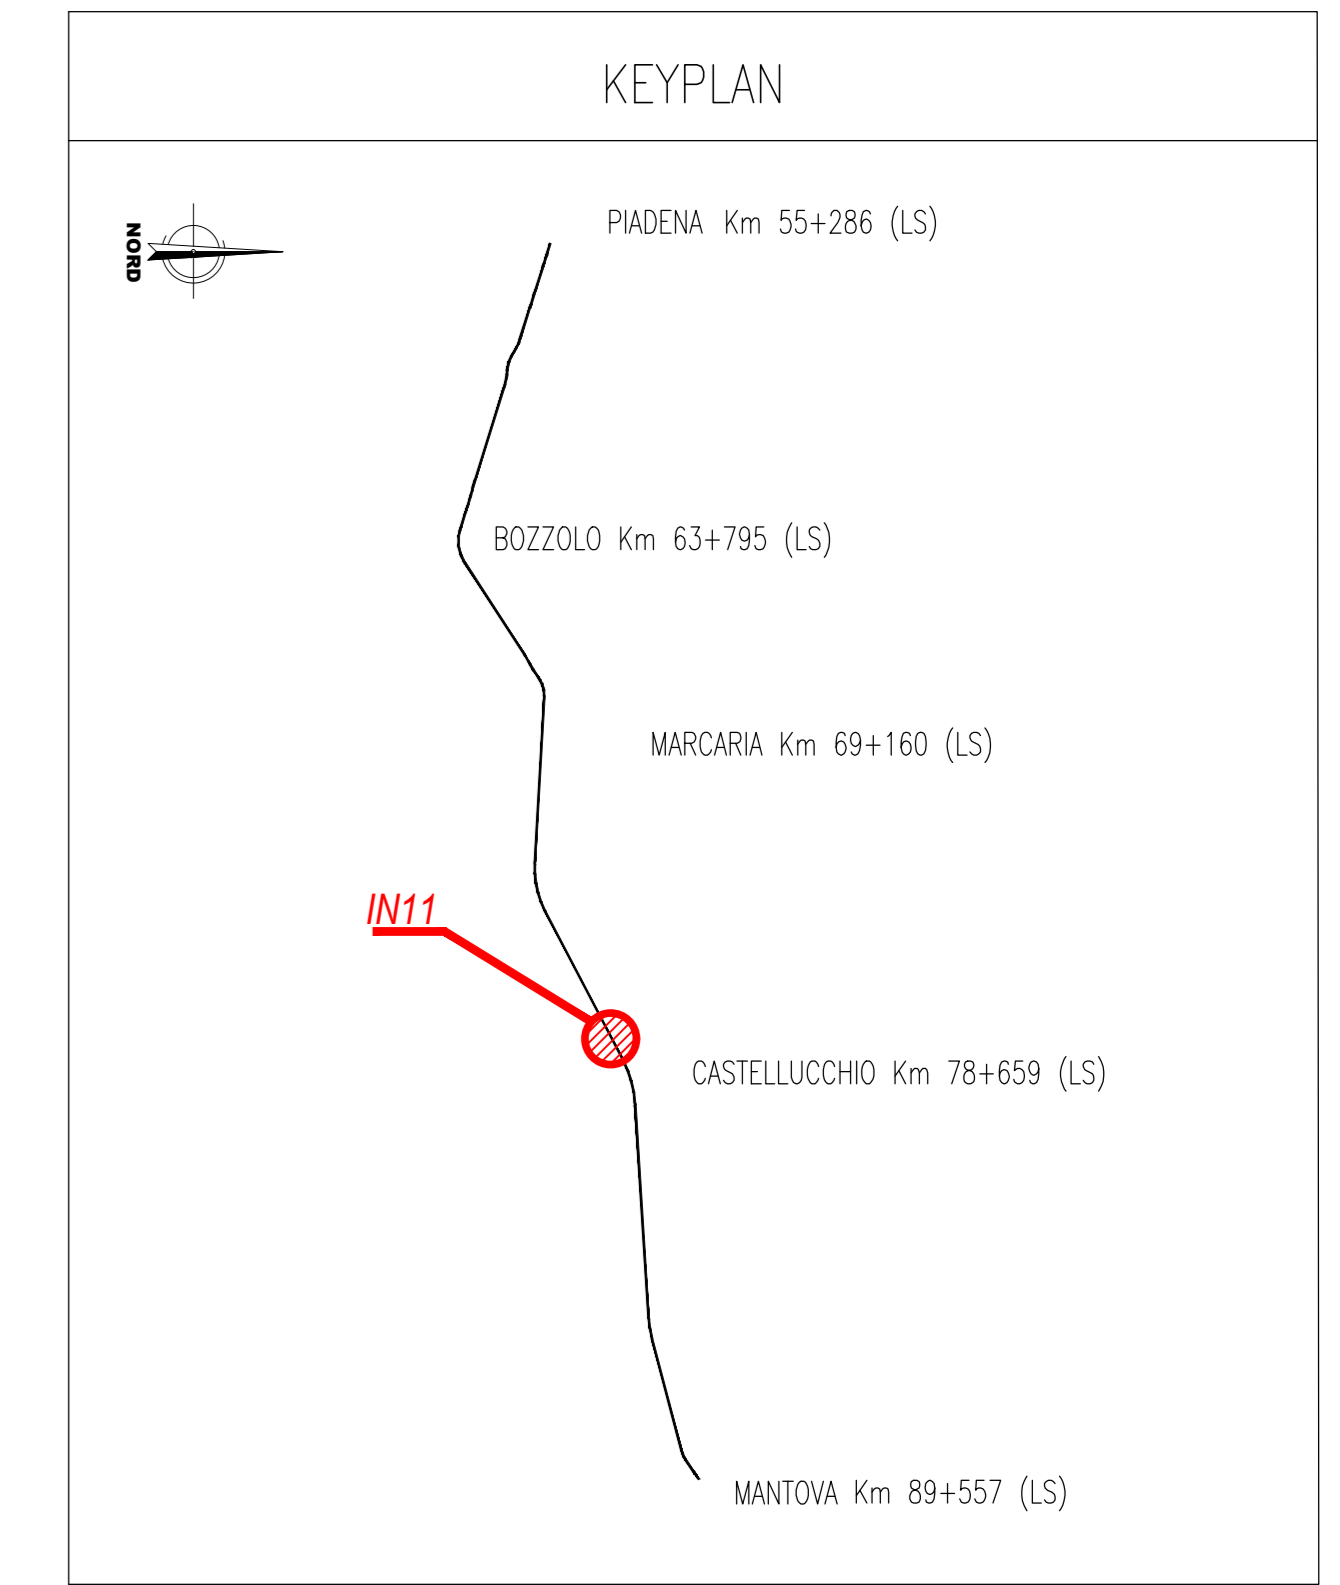 KEYPLAN
NORD
PIADENA Km 55+286 (LS)
BOZZOLO Km 63+795 (LS)
MARCARIA Km 69+160 (LS)
IN11
CASTELLUCCHIO Km 78+659 (LS)
MANTOVA Km 89+557 (LS)